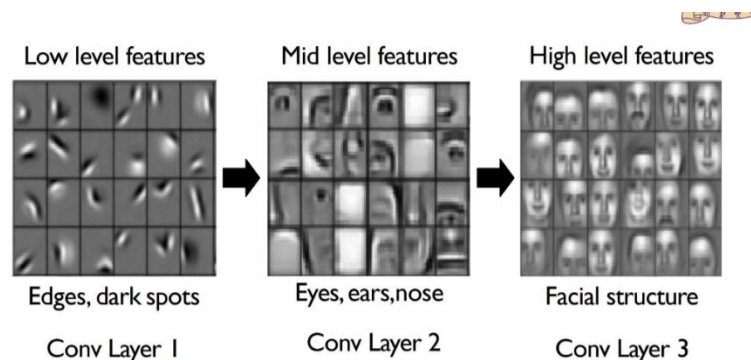 Low level features
Mid level features
High level features
Edges, dark spots
Eyes, ears,nose
Facial structure
Conv Layer 1
Conv Layer 2
Conv Layer 3